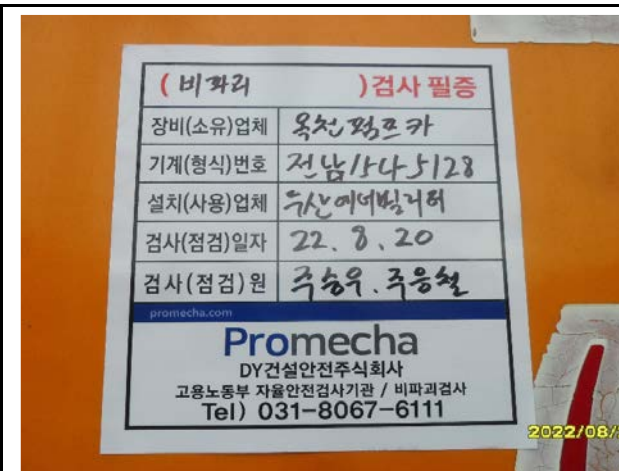 ( 비파괴 )검사 필증
장비(소유)업체 옥천펌프카
기계(형식)번호 전남15너5128
설치(사용)업체 두산에너빌리티
검사(점검)일자 22. 8. 20
검사(점검)원 주승우. 주응철
promecha.com
Promecha
DY건설안전주식회사
고용노동부 자율안전검사기관 / 비파괴검사
Tel) 031-8067-6111
2022/08/